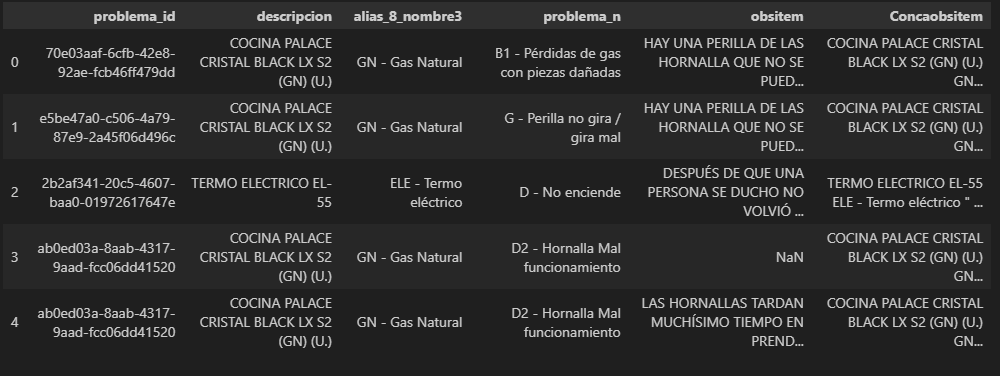 problema_id descripcion alias_8_nombre3 problema_n obsitem Concaobsitem
0 70e03aaf-6cfb-42e8-92ae-fcb46ff479dd COCINA PALACE CRISTAL BLACK LX S2 (GN) (U.) GN - Gas Natural B1 - Pérdidas de gas con piezas dañadas HAY UNA PERILLA DE LAS HORNALLA QUE NO SE PUED... COCINA PALACE CRISTAL BLACK LX S2 (GN) (U.) GN...
1 e5be47a0-c506-4a79-87e9-2a45f06d496c COCINA PALACE CRISTAL BLACK LX S2 (GN) (U.) GN - Gas Natural G - Perilla no gira / gira mal HAY UNA PERILLA DE LAS HORNALLA QUE NO SE PUED... COCINA PALACE CRISTAL BLACK LX S2 (GN) (U.) GN...
2 2b2af341-20c5-4607-baa0-01972617647e TERMO ELECTRICO EL-55 ELE - Termo eléctrico D - No enciende DESPUÉS DE QUE UNA PERSONA SE DUCHO NO VOLVIÓ ... TERMO ELECTRICO EL-55 ELE - Termo eléctrico " ...
3 ab0ed03a-8aab-4317-9aad-fcc06dd41520 COCINA PALACE CRISTAL BLACK LX S2 (GN) (U.) GN - Gas Natural D2 - Hornalla Mal funcionamiento NaN COCINA PALACE CRISTAL BLACK LX S2 (GN) (U.) GN...
4 ab0ed03a-8aab-4317-9aad-fcc06dd41520 COCINA PALACE CRISTAL BLACK LX S2 (GN) (U.) GN - Gas Natural D2 - Hornalla Mal funcionamiento LAS HORNALLAS TARDAN MUCHÍSIMO TIEMPO EN PREND... COCINA PALACE CRISTAL BLACK LX S2 (GN) (U.) GN...